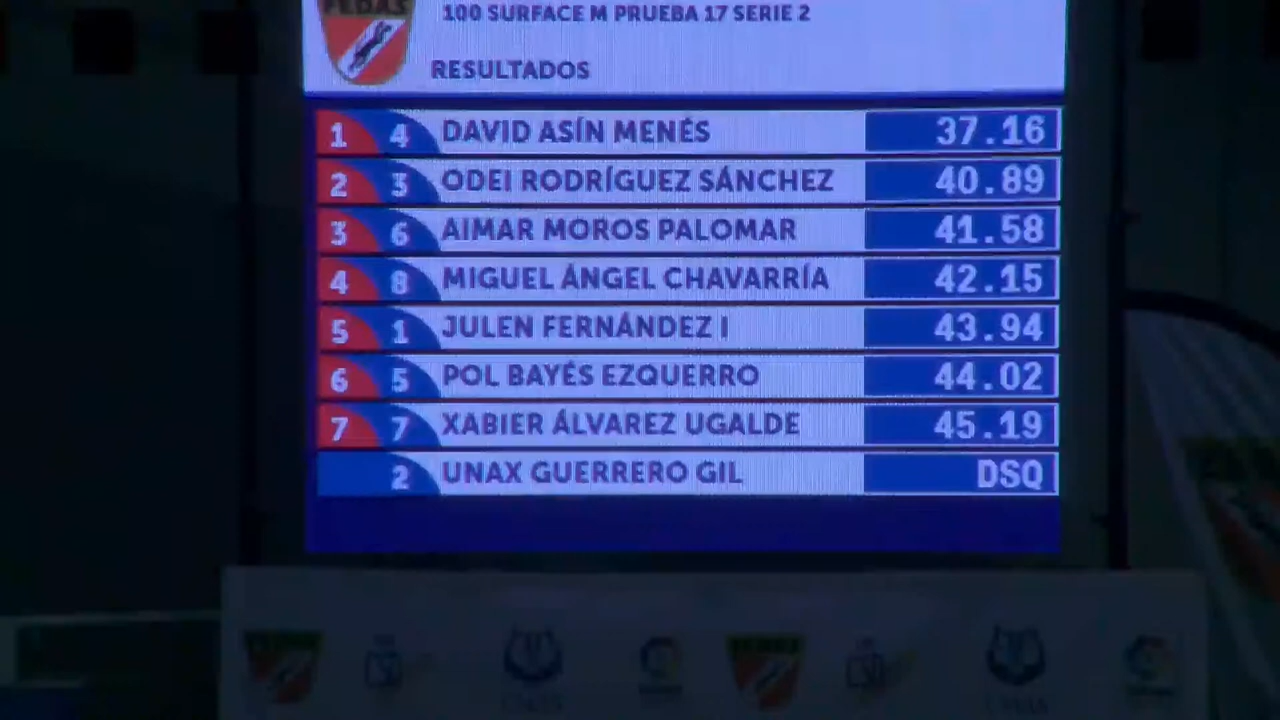 FEDAS
100 SURFACE M PRUEBA 17 SERIE 2
RESULTADOS
1 4 DAVID ASÍN MENÉS 37.16
2 3 ODEI RODRÍGUEZ SÁNCHEZ 40.89
3 6 AIMAR MOROS PALOMAR 41.58
4 8 MIGUEL ÁNGEL CHAVARRÍA 42.15
5 1 JULEN FERNÁNDEZ I 43.94
6 5 POL BAYÉS EZQUERRO 44.02
7 7 XABIER ÁLVAREZ UGALDE 45.19
2 UNAX GUERRERO GIL DSQ